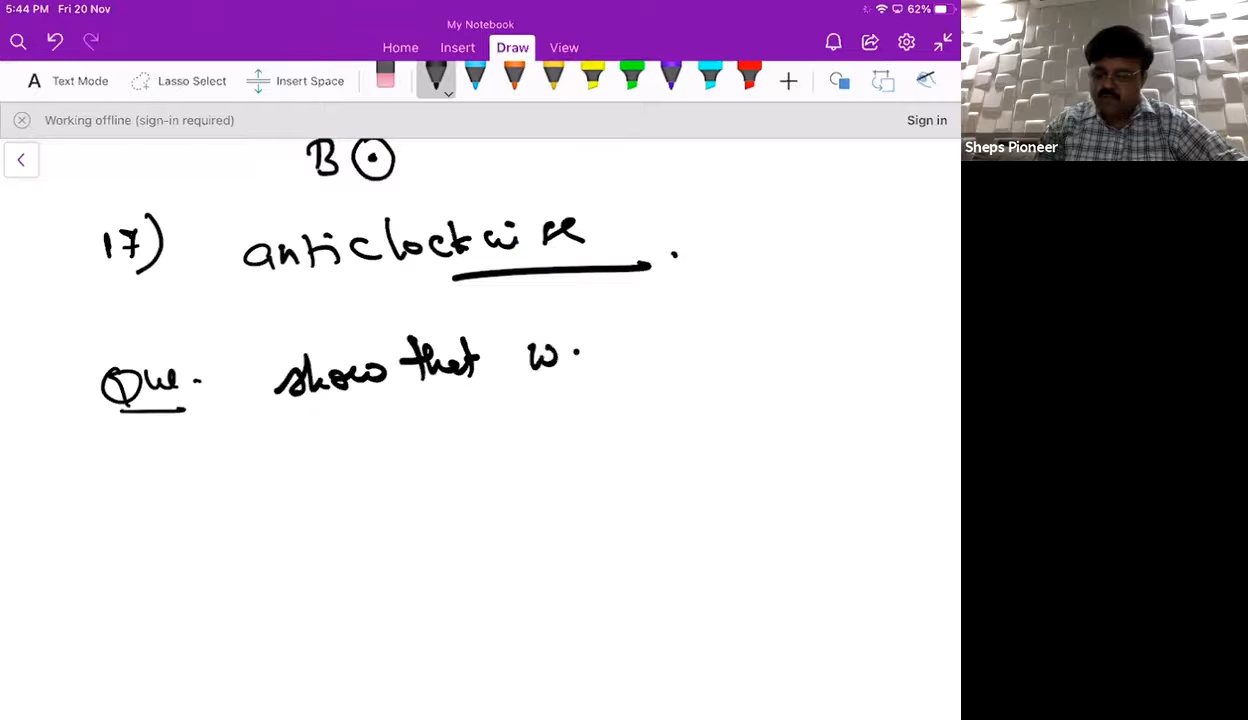 5:44 PM Fri 20 Nov
62%
My Notebook
Home Insert Draw View
A Text Mode Lasso Select Insert Space
Working offline (sign-in required) Sign in
Sheps Pioneer
B
17) anticlockwise.
Que. show that w.